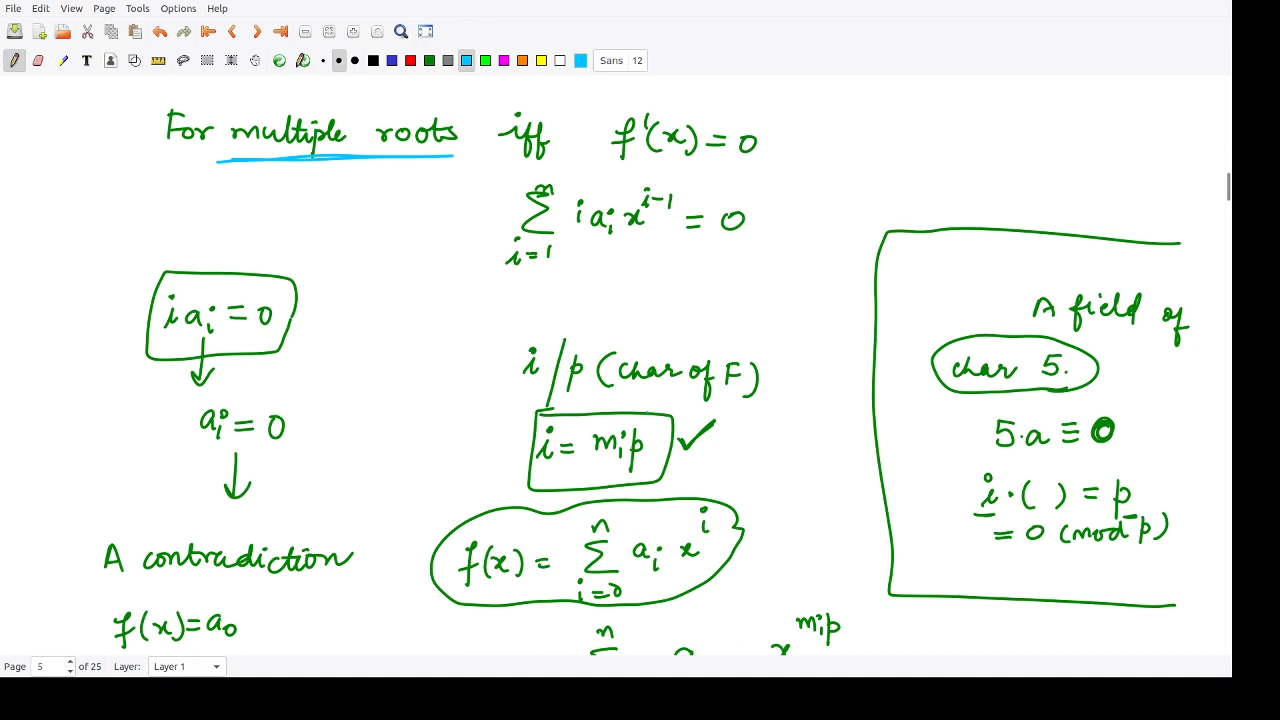 File Edit View Page Tools Options Help
Sans 12
For multiple roots iff f'(x) = 0
n
∑ i aᵢ x^{i-1} = 0
i=1
i aᵢ = 0
aᵢ = 0
A contradiction
f(x) = a₀
i / p (char of F)
i = mᵢp
f(x) = ∑_{i=0}^{n} aᵢ x^i
n
x^{mᵢp}
A field of
char 5.
5·a ≡ 0
i·( ) = p
= 0 (mod p)
Page 5 of 25 Layer: Layer 1